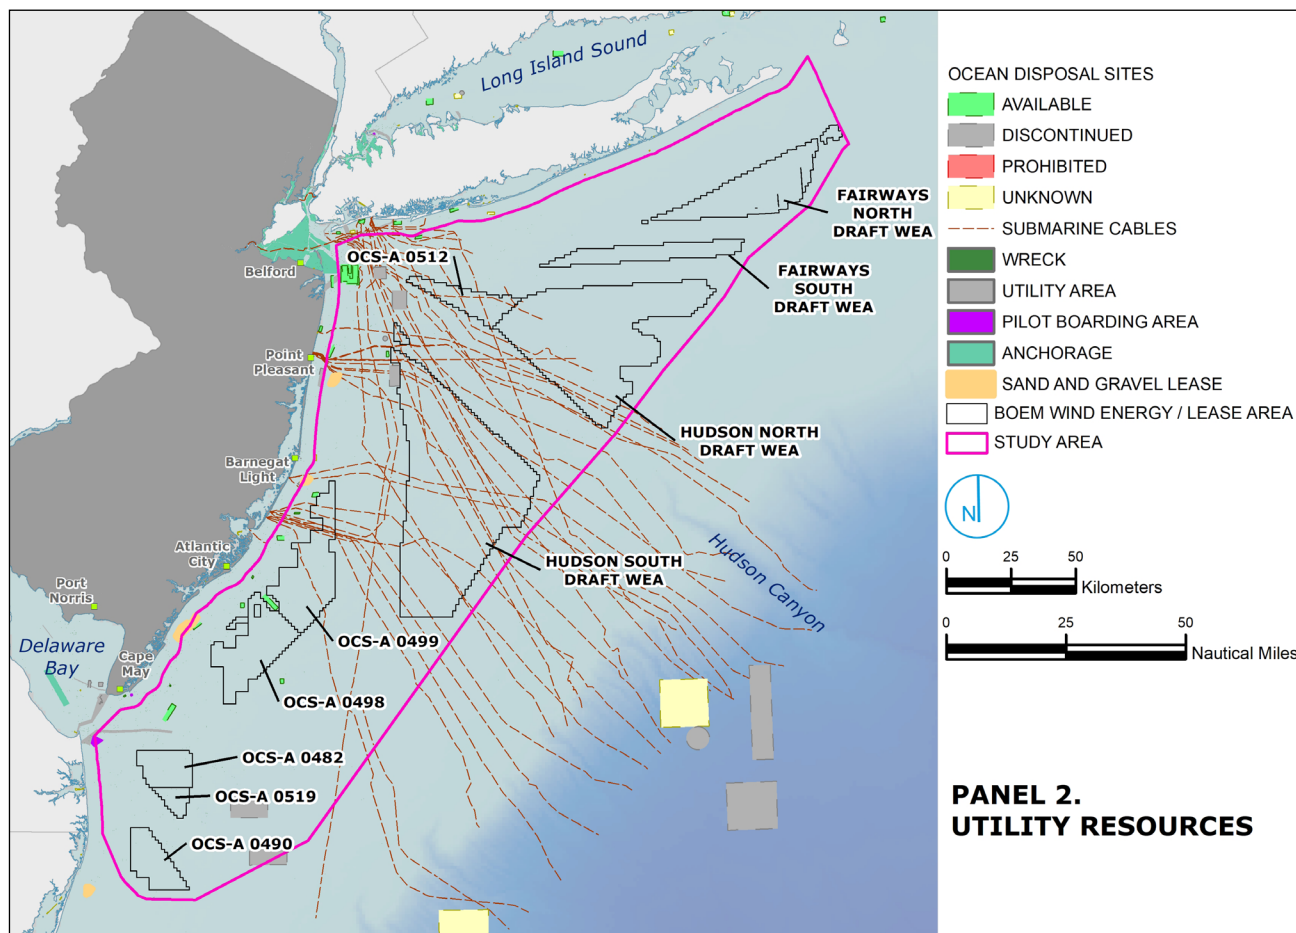 Long Island Sound
FAIRWAYS
NORTH
DRAFT WEA
OCS-A 0512
Belford
FAIRWAYS
SOUTH
DRAFT WEA
Point
Pleasant
HUDSON NORTH
DRAFT WEA
Barnegat
Light
Atlantic
City
HUDSON SOUTH
DRAFT WEA
Hudson Canyon
Port
Norris
OCS-A 0499
Delaware
Bay
Cape
May
OCS-A 0498
OCS-A 0482
OCS-A 0519
OCS-A 0490
OCEAN DISPOSAL SITES
AVAILABLE
DISCONTINUED
PROHIBITED
UNKNOWN
SUBMARINE CABLES
WRECK
UTILITY AREA
PILOT BOARDING AREA
ANCHORAGE
SAND AND GRAVEL LEASE
BOEM WIND ENERGY / LEASE AREA
STUDY AREA
N
0 25 50
Kilometers
0 25 50
Nautical Miles
PANEL 2.
UTILITY RESOURCES